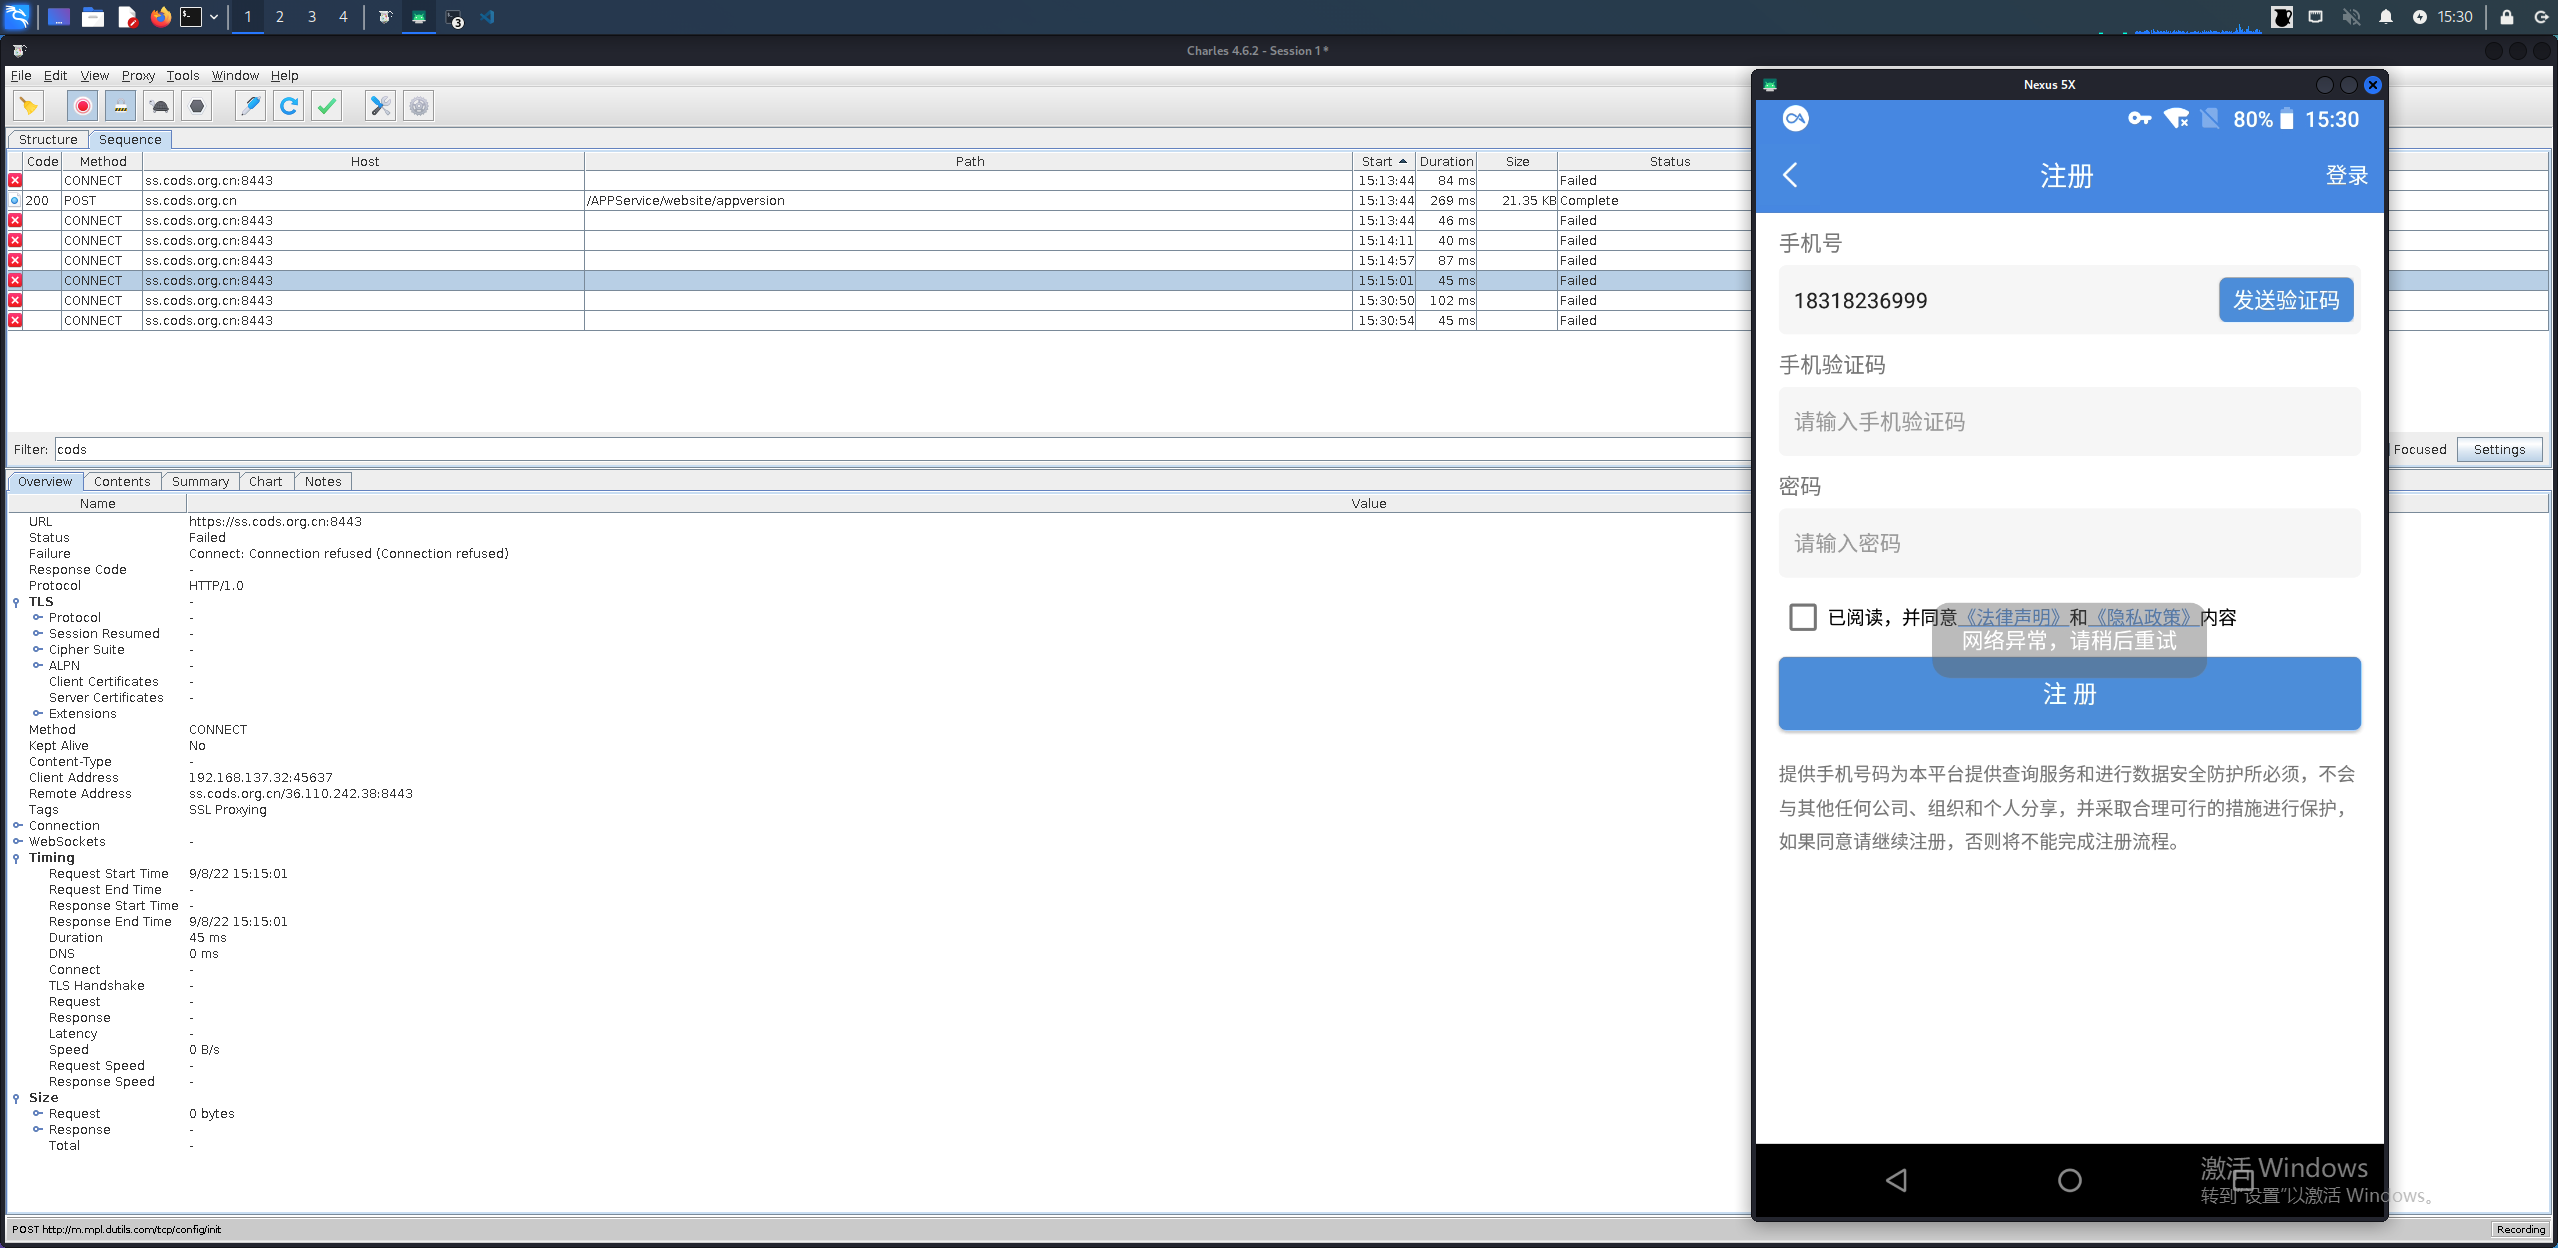 1 2 3 4
15:30
Charles 4.6.2 - Session 1 *
File Edit View Proxy Tools Window Help
Structure Sequence
Code Method Host Path Start Duration Size Status
CONNECT ss.cods.org.cn:8443 15:13:44 84 ms Failed
200 POST ss.cods.org.cn /APPService/website/appversion 15:13:44 269 ms 21.35 KB Complete
CONNECT ss.cods.org.cn:8443 15:13:44 46 ms Failed
CONNECT ss.cods.org.cn:8443 15:14:11 40 ms Failed
CONNECT ss.cods.org.cn:8443 15:14:57 87 ms Failed
CONNECT ss.cods.org.cn:8443 15:15:01 45 ms Failed
CONNECT ss.cods.org.cn:8443 15:30:50 102 ms Failed
CONNECT ss.cods.org.cn:8443 15:30:54 45 ms Failed
Filter: cods
Focused Settings
Overview Contents Summary Chart Notes
Name Value
URL https://ss.cods.org.cn:8443
Status Failed
Failure Connect: Connection refused (Connection refused)
Response Code -
Protocol HTTP/1.0
TLS -
Protocol -
Session Resumed -
Cipher Suite -
ALPN -
Client Certificates -
Server Certificates -
Extensions
Method CONNECT
Kept Alive No
Content-Type -
Client Address 192.168.137.32:45637
Remote Address ss.cods.org.cn/36.110.242.38:8443
Tags SSL Proxying
Connection
WebSockets -
Timing
Request Start Time 9/8/22 15:15:01
Request End Time -
Response Start Time -
Response End Time 9/8/22 15:15:01
Duration 45 ms
DNS 0 ms
Connect -
TLS Handshake -
Request -
Response -
Latency -
Speed 0 B/s
Request Speed -
Response Speed -
Size
Request 0 bytes
Response -
Total -
POST http://m.mpl.dutils.com/tcp/config/init
Recording
Nexus 5X
80% 15:30
注册
登录
手机号
18318236999
发送验证码
手机验证码
请输入手机验证码
密码
请输入密码
已阅读，并同意《法律声明》和《隐私政策》内容
网络异常，请稍后重试
注 册
提供手机号码为本平台提供查询服务和进行数据安全防护所必须，不会
与其他任何公司、组织和个人分享，并采取合理可行的措施进行保护，
如果同意请继续注册，否则将不能完成注册流程。
激活 Windows
转到"设置"以激活 Windows。